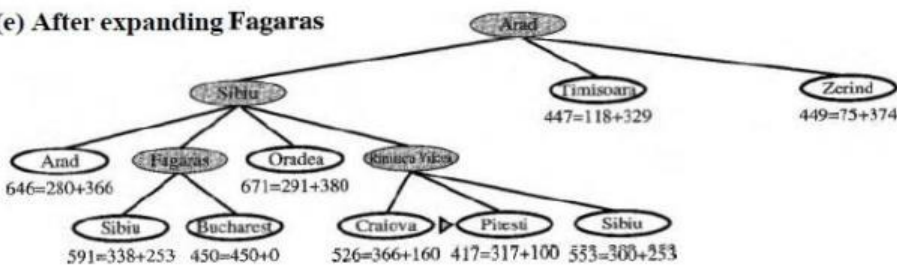 (e) After expanding Fagaras
Arad
Sibiu
Timisoara
Zerind
447=118+329
449=75+374
Arad
Fagaras
Oradea
Rimnicu Vilcea
646=280+366
671=291+380
Sibiu
Bucharest
Craiova
Pitesti
Sibiu
591=338+253
450=450+0
526=366+160
417=317+100
553=300+253